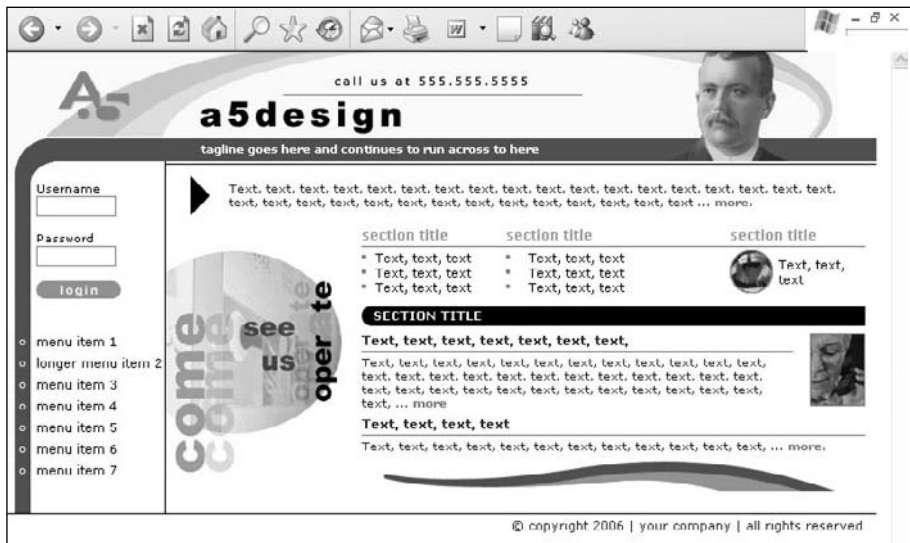 A5
call us at 555.555.5555
a5design
tagline goes here and continues to run across to here
Username
Password
login
menu item 1
longer menu item 2
menu item 3
menu item 4
menu item 5
menu item 6
menu item 7
Text, text, text, text, text, text, text, text, text, text, text, text, text, text, text, text, text, text,
text, text, text, text, text, text, text, text, text, text, text, text, text, text ... more.
section title
Text, text, text
Text, text, text
Text, text, text
section title
Text, text, text
Text, text, text
Text, text, text
section title
Text, text,
text
come
come
see
us
operate
operate
SECTION TITLE
Text, text, text, text, text, text, text,
Text, text, text, text, text, text, text, text, text, text, text, text,
text, text, text, text, text, text, text, text, text, text, text, text,
text, text, text, text, text, text, text, text, text, text, text, text,
text, ... more
Text, text, text, text
Text, text, text, text, text, text, text, text, text, text, text, text, ... more.
© copyright 2006 | your company | all rights reserved